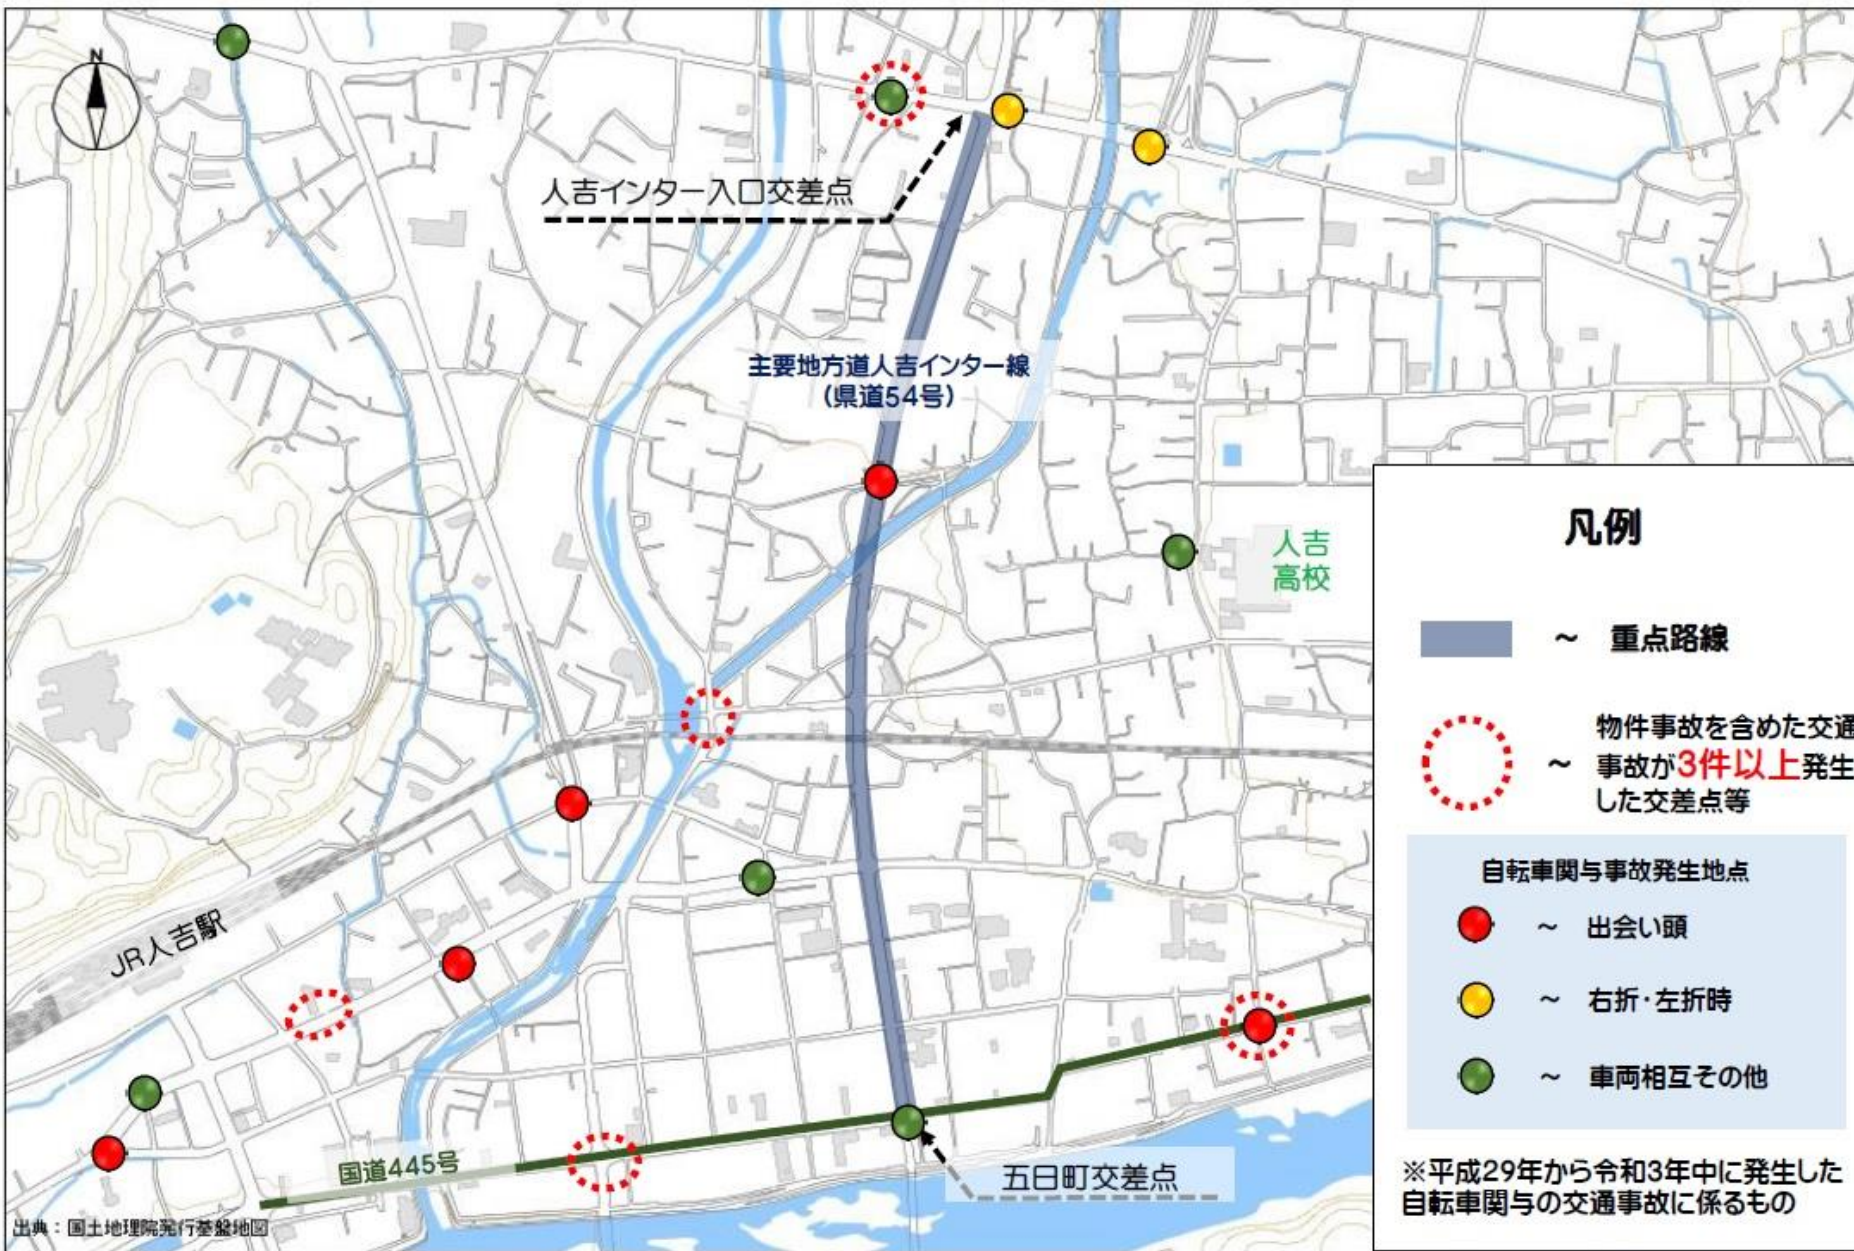 N
人吉インター入口交差点
主要地方道人吉インター線
(県道54号)
人吉
高校
JR人吉駅
国道445号
五日町交差点
出典：国土地理院発行基盤地図
凡例
～ 重点路線
～ 物件事故を含めた交通
事故が3件以上発生
した交差点等
自転車関与事故発生地点
～ 出会い頭
～ 右折・左折時
～ 車両相互その他
※平成29年から令和3年中に発生した
自転車関与の交通事故に係るもの